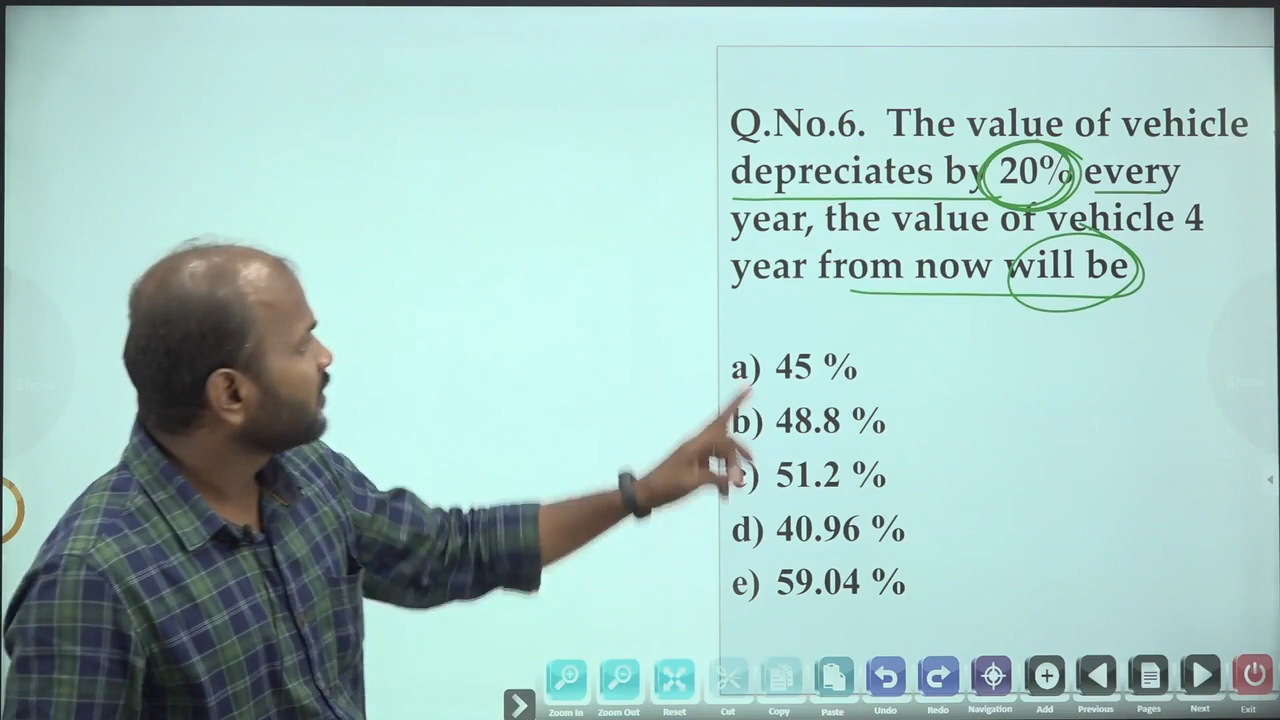 Q.No.6. The value of vehicle
depreciates by 20% every
year, the value of vehicle 4
year from now will be
a) 45 %
b) 48.8 %
c) 51.2 %
d) 40.96 %
e) 59.04 %
Show
Show
Zoom In Zoom Out Reset Cut Copy Paste Undo Redo Navigation Add Previous Pages Next Exit